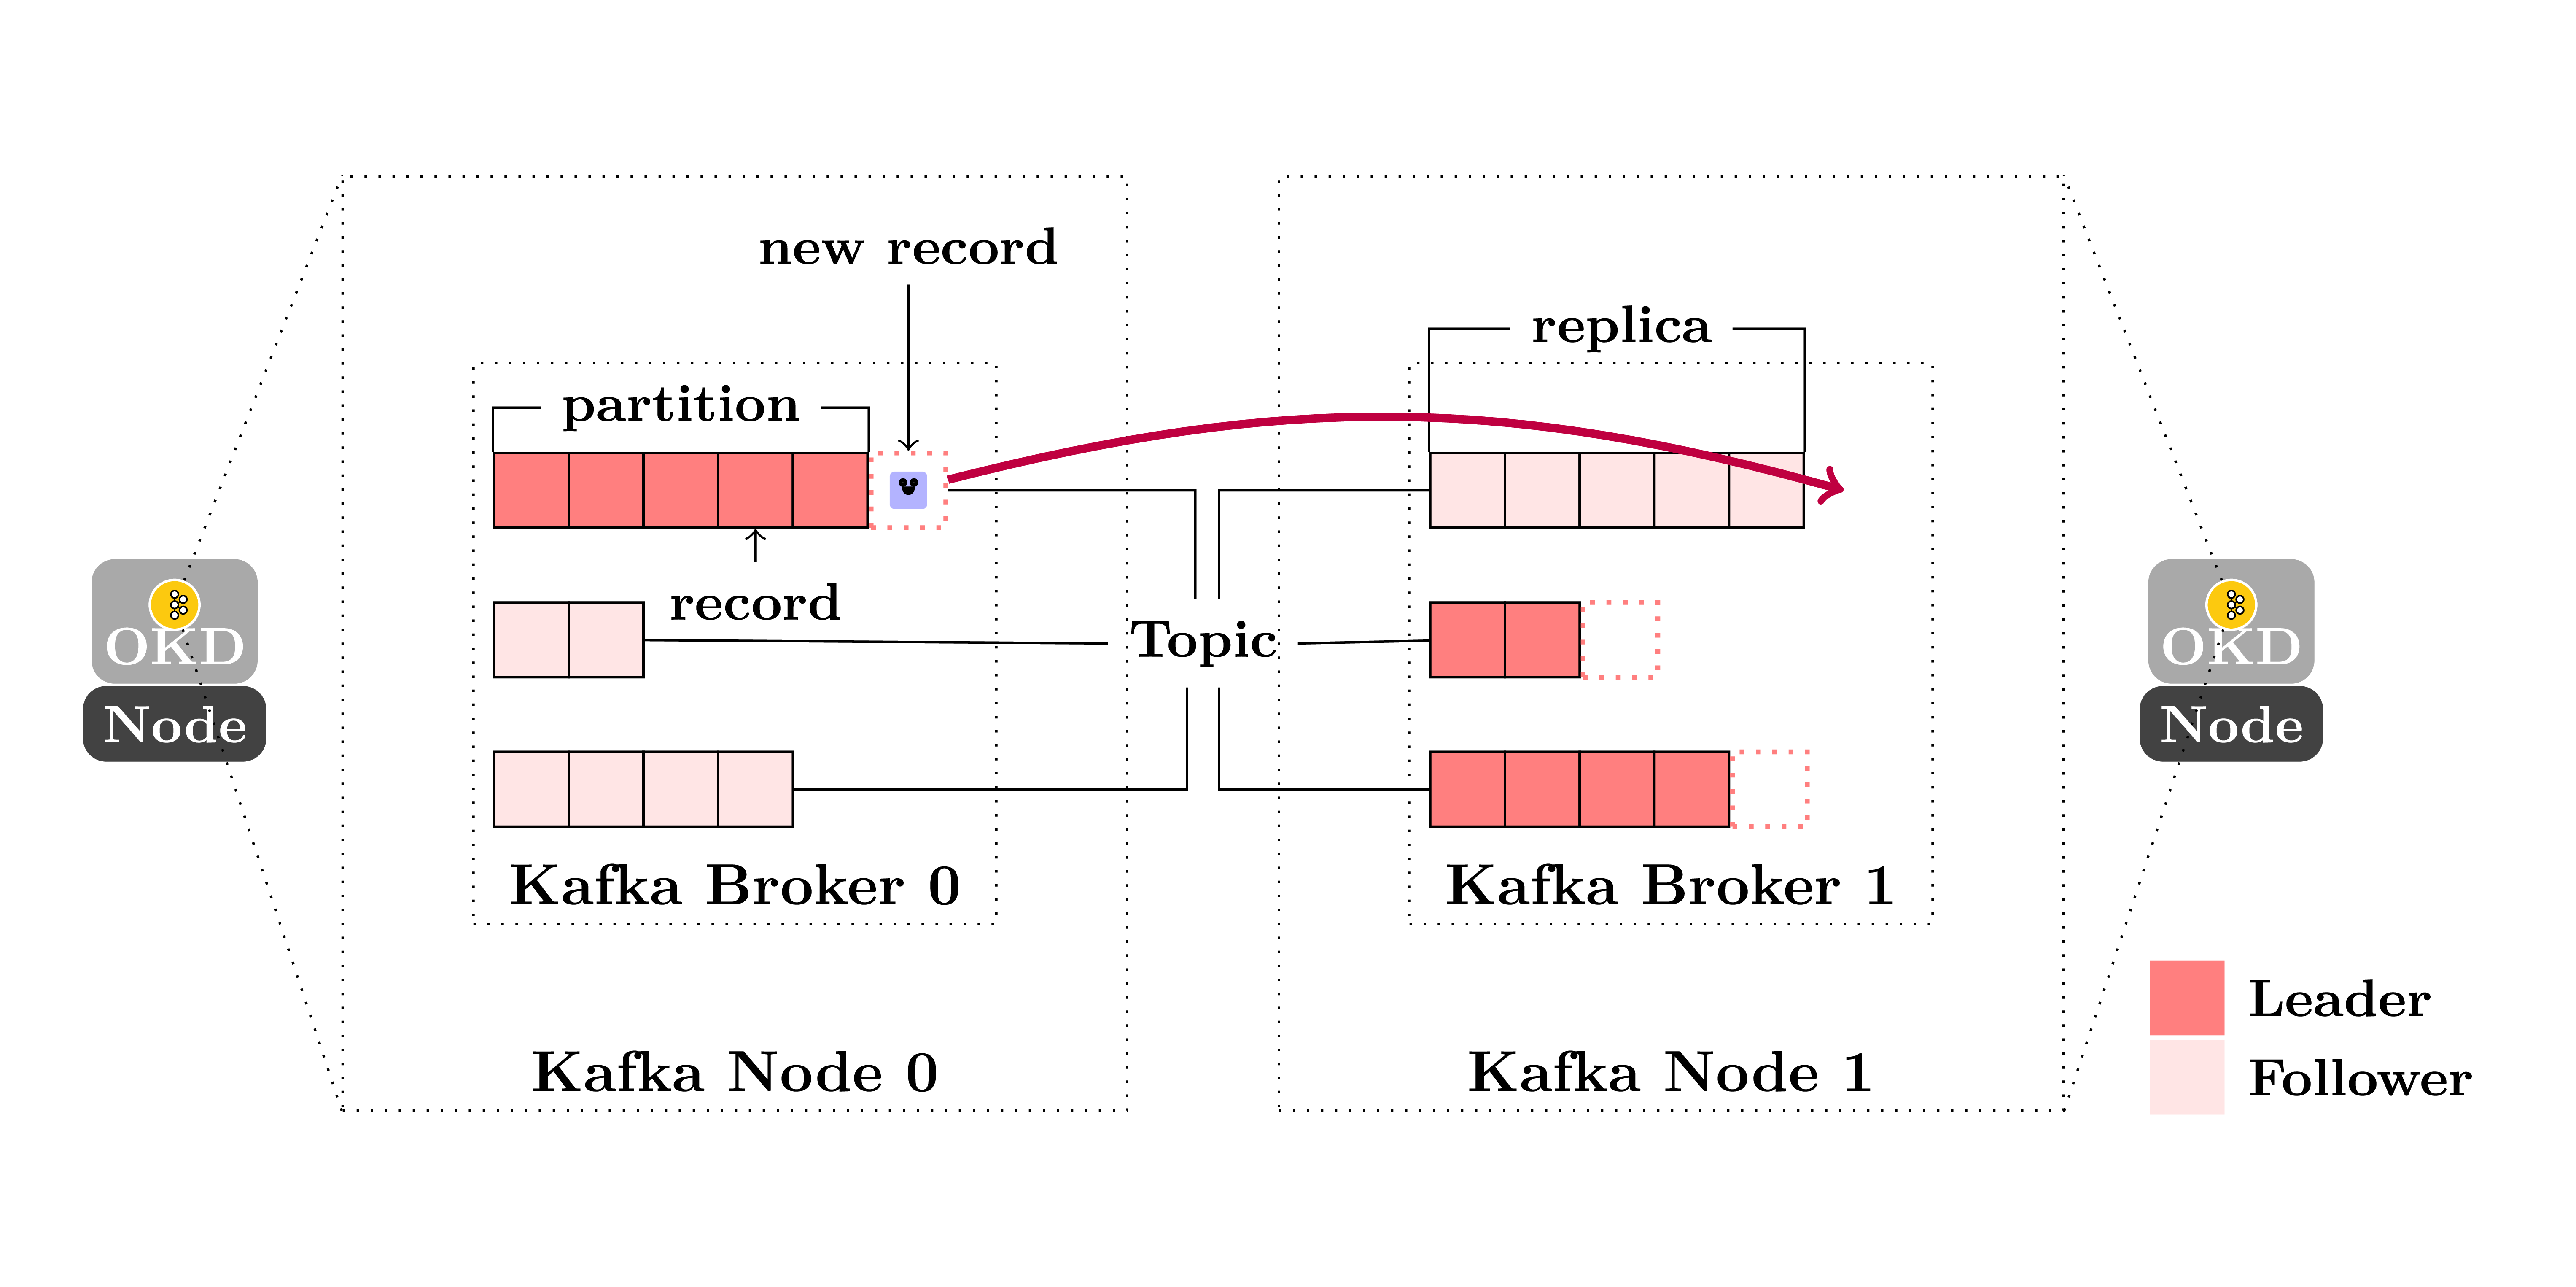 new record
replica
partition
record
Topic
OKD
Node
OKD
Node
Kafka Broker 0
Kafka Broker 1
Kafka Node 0
Kafka Node 1
Leader
Follower